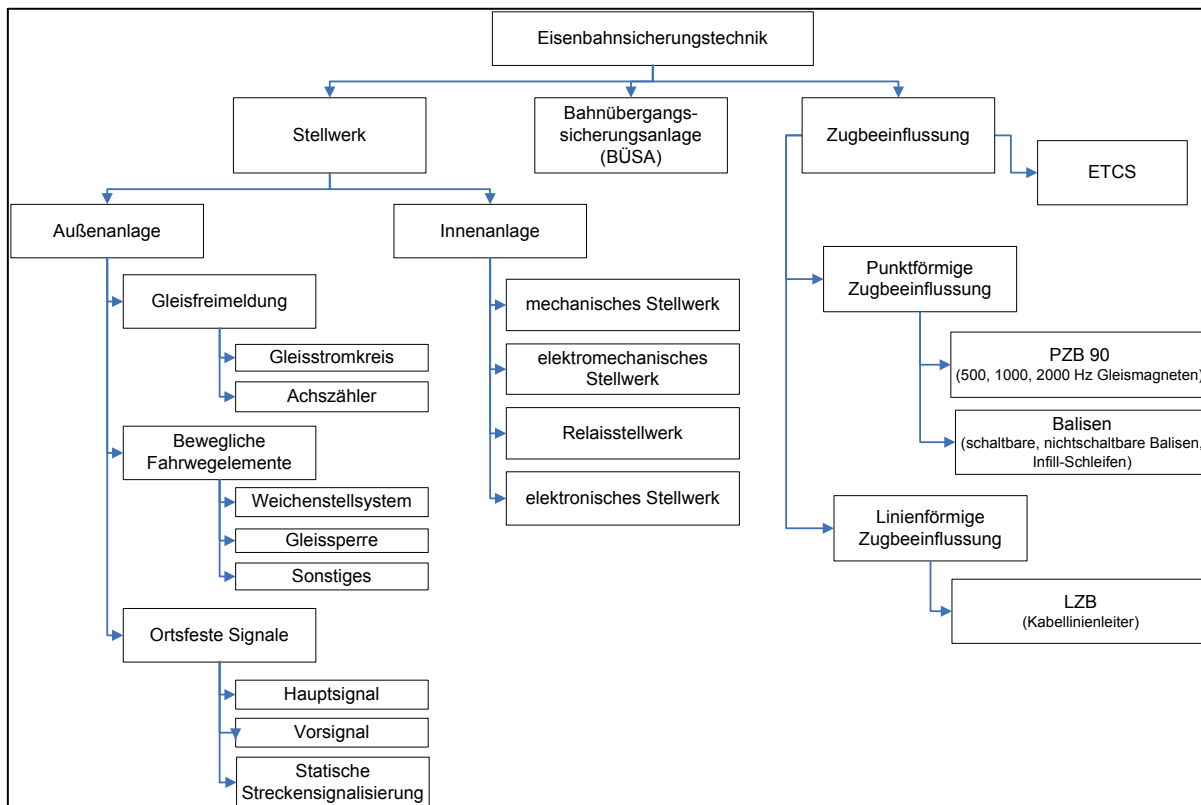 Eisenbahnsicherungstechnik
Stellwerk
Bahnübergangs-
sicherungsanlage
(BÜSA)
Zugbeeinflussung
ETCS
Außenanlage
Innenanlage
Gleisfreimeldung
Gleisstromkreis
Achszähler
Bewegliche
Fahrwegelemente
Weichenstellsystem
Gleissperre
Sonstiges
Ortsfeste Signale
Hauptsignal
Vorsignal
Statische
Streckensignalisierung
mechanisches Stellwerk
elektromechanisches
Stellwerk
Relaisstellwerk
elektronisches Stellwerk
Punktförmige
Zugbeeinflussung
PZB 90
(500, 1000, 2000 Hz Gleismagneten)
Balisen
(schaltbare, nichtschaltbare Balisen,
Infill-Schleifen)
Linienförmige
Zugbeeinflussung
LZB
(Kabellinienleiter)